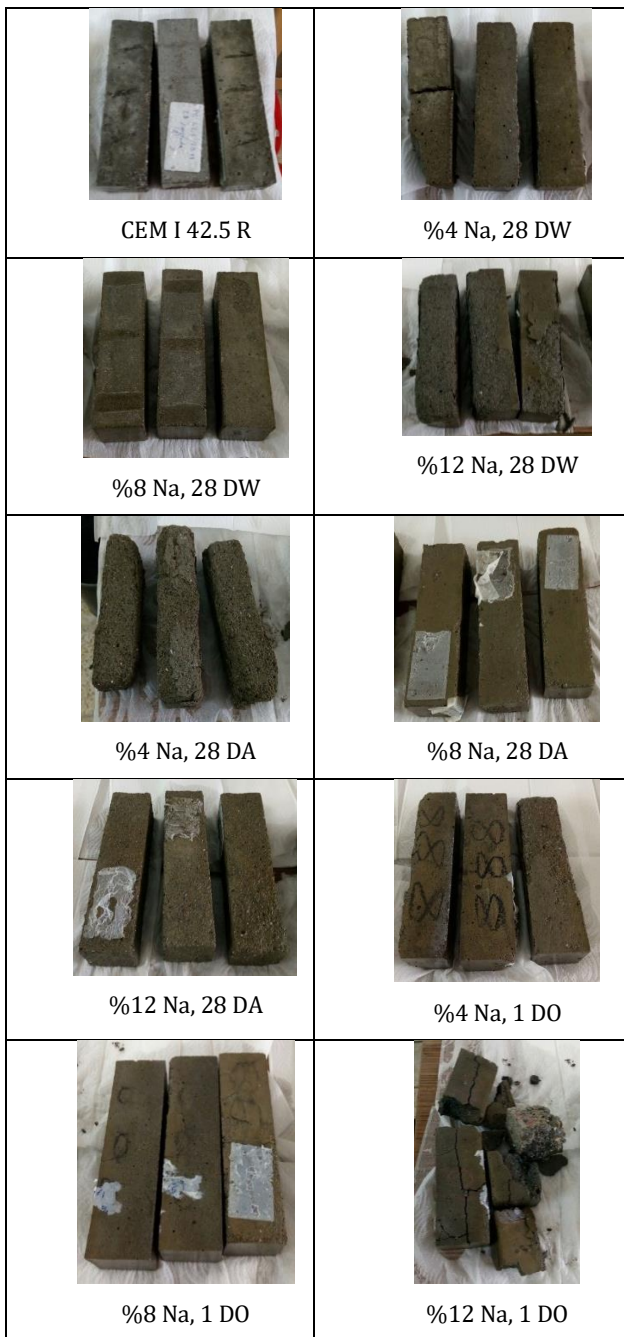 CEM I 42.5 R
%4 Na, 28 DW
%8 Na, 28 DW
%12 Na, 28 DW
%4 Na, 28 DA
%8 Na, 28 DA
%12 Na, 28 DA
%4 Na, 1 DO
%8 Na, 1 DO
%12 Na, 1 DO